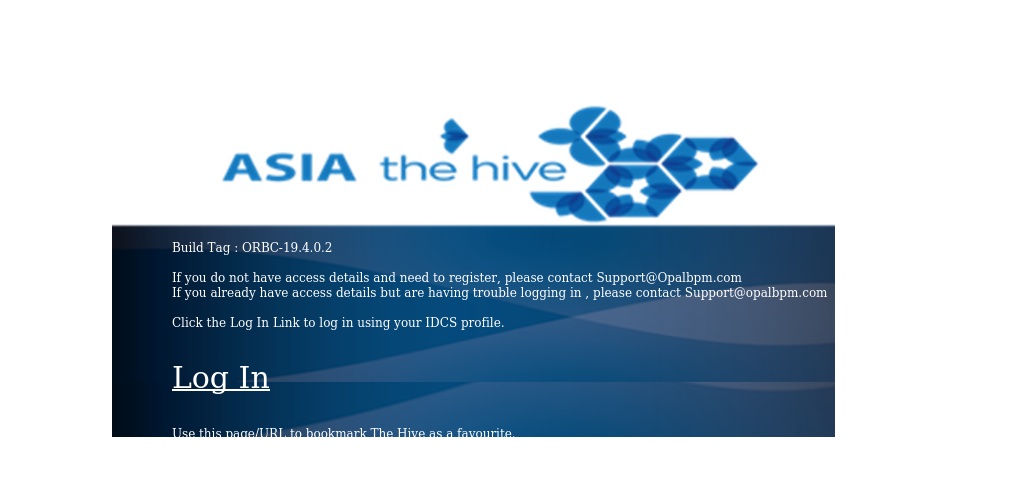 ASIA the hive
Build Tag : ORBC-19.4.0.2
If you do not have access details and need to register, please contact Support@Opalbpm.com
If you already have access details but are having trouble logging in , please contact Support@opalbpm.com
Click the Log In Link to log in using your IDCS profile.
Log In
Use this page/URL to bookmark The Hive as a favourite.